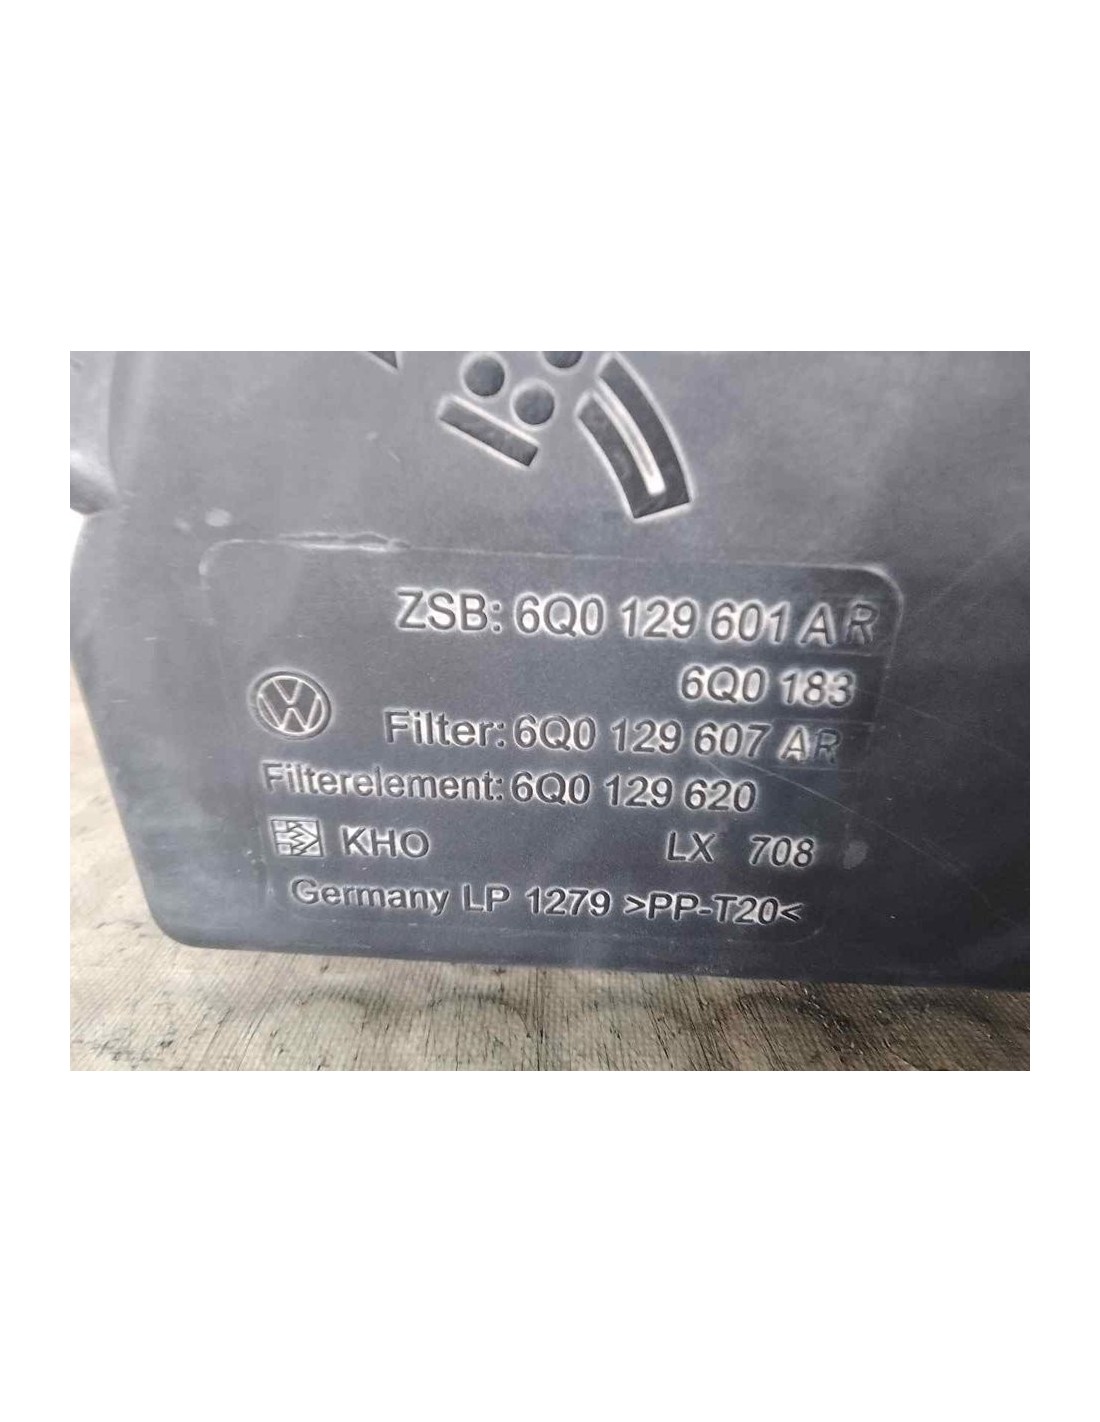 ZSB: 6Q0 129 601 AR
6Q0 183
Filter: 6Q0 129 607 AR
Filterelement: 6Q0 129 620
KHO LX 708
Germany LP 1279 >PP-T20<